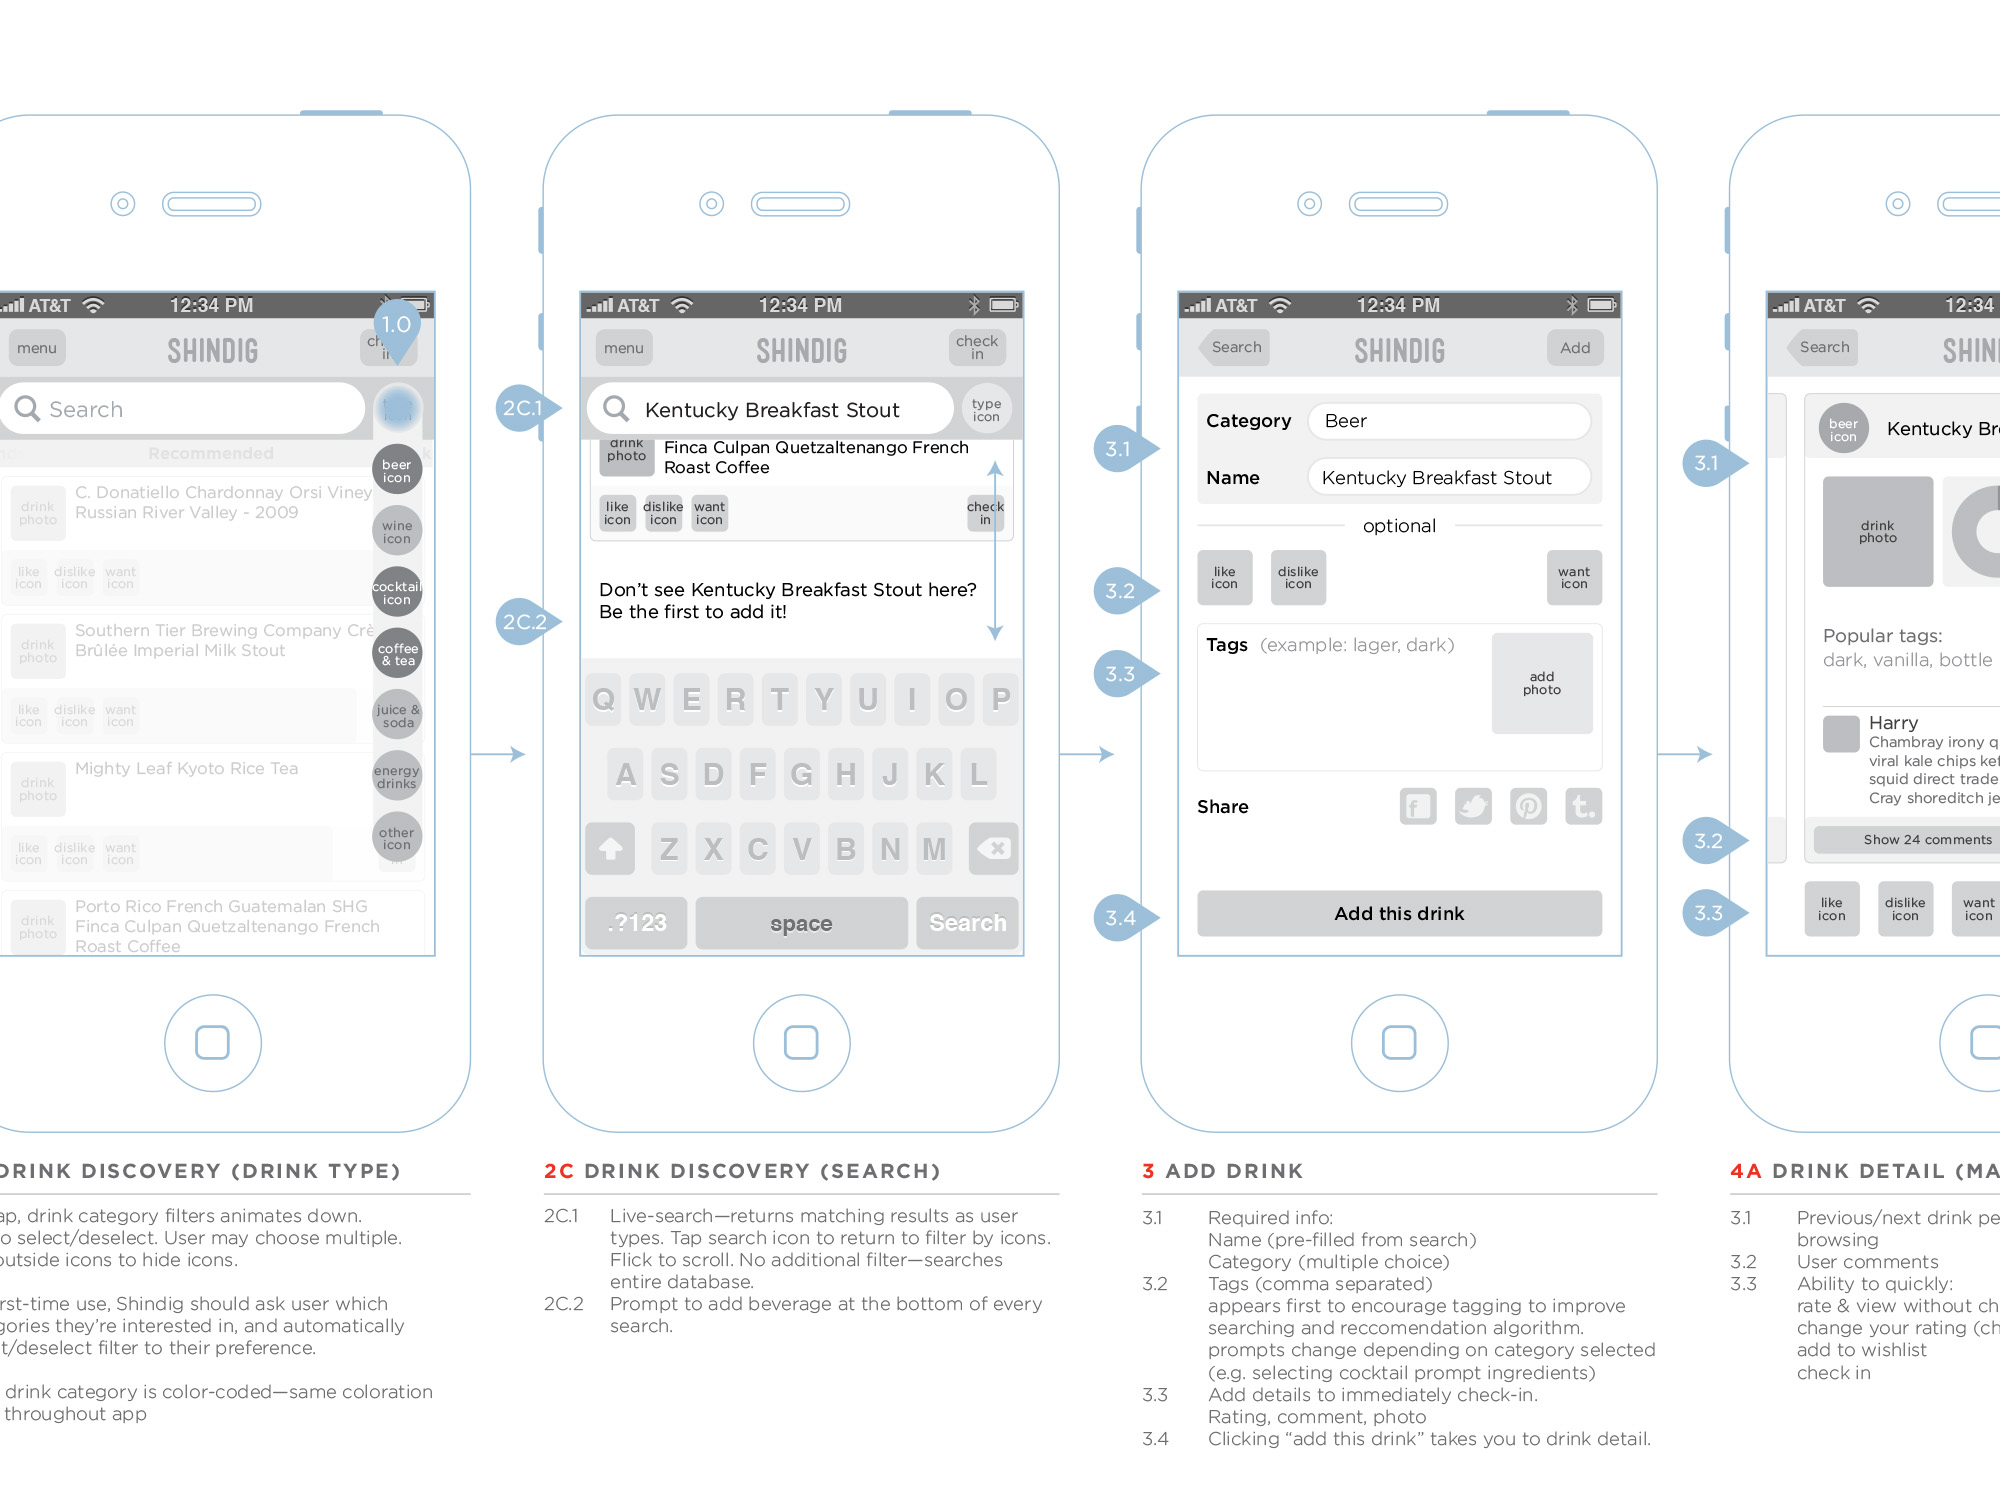 AT&T 12:34 PM
1.0
menu SHINDIG
Search
Recommended
beer
icon
drink
photo
C. Donatiello Chardonnay Orsi Viney
Russian River Valley - 2009
wine
icon
like
icon
dislike
icon
want
icon
cocktail
icon
drink
photo
Southern Tier Brewing Company Crè
Brûlée Imperial Milk Stout
coffee
& tea
like
icon
dislike
icon
want
icon
juice &
soda
drink
photo
Mighty Leaf Kyoto Rice Tea
energy
drinks
like
icon
dislike
icon
want
icon
other
icon
drink
photo
Porto Rico French Guatemalan SHG
Finca Culpan Quetzaltenango French
Roast Coffee
DRINK DISCOVERY (DRINK TYPE)
ap, drink category filters animates down.
o select/deselect. User may choose multiple.
outside icons to hide icons.
rst-time use, Shindig should ask user which
gories they're interested in, and automatically
t/deselect filter to their preference.
drink category is color-coded—same coloration
throughout app
AT&T 12:34 PM
menu SHINDIG
check
in
2C.1
Kentucky Breakfast Stout
type
icon
drink
photo
Finca Culpan Quetzaltenango French
Roast Coffee
like
icon
dislike
icon
want
icon
check
in
2C.2
Don't see Kentucky Breakfast Stout here?
Be the first to add it!
Q W E R T Y U I O P
A S D F G H J K L
Z X C V B N M
.?123 space Search
2C DRINK DISCOVERY (SEARCH)
2C.1 Live-search—returns matching results as user
types. Tap search icon to return to filter by icons.
Flick to scroll. No additional filter—searches
entire database.
2C.2 Prompt to add beverage at the bottom of every
search.
AT&T 12:34 PM
Search SHINDIG Add
3.1
Category Beer
Name Kentucky Breakfast Stout
optional
3.2
like
icon
dislike
icon
want
icon
3.3
Tags (example: lager, dark)
add
photo
Share
3.4
Add this drink
3 ADD DRINK
3.1 Required info:
Name (pre-filled from search)
Category (multiple choice)
3.2 Tags (comma separated)
appears first to encourage tagging to improve
searching and reccomendation algorithm.
prompts change depending on category selected
(e.g. selecting cocktail prompt ingredients)
3.3 Add details to immediately check-in.
Rating, comment, photo
3.4 Clicking “add this drink” takes you to drink detail.
AT&T 12:34
Search SHIN
3.1
beer
icon
Kentucky Br
drink
photo
Popular tags:
dark, vanilla, bottle
Harry
Chambray irony q
viral kale chips kef
squid direct trade
Cray shoreditch je
3.2
Show 24 comments
3.3
like
icon
dislike
icon
want
icon
4A DRINK DETAIL (MA
3.1 Previous/next drink pe
browsing
3.2 User comments
3.3 Ability to quickly:
rate & view without ch
change your rating (ch
add to wishlist
check in